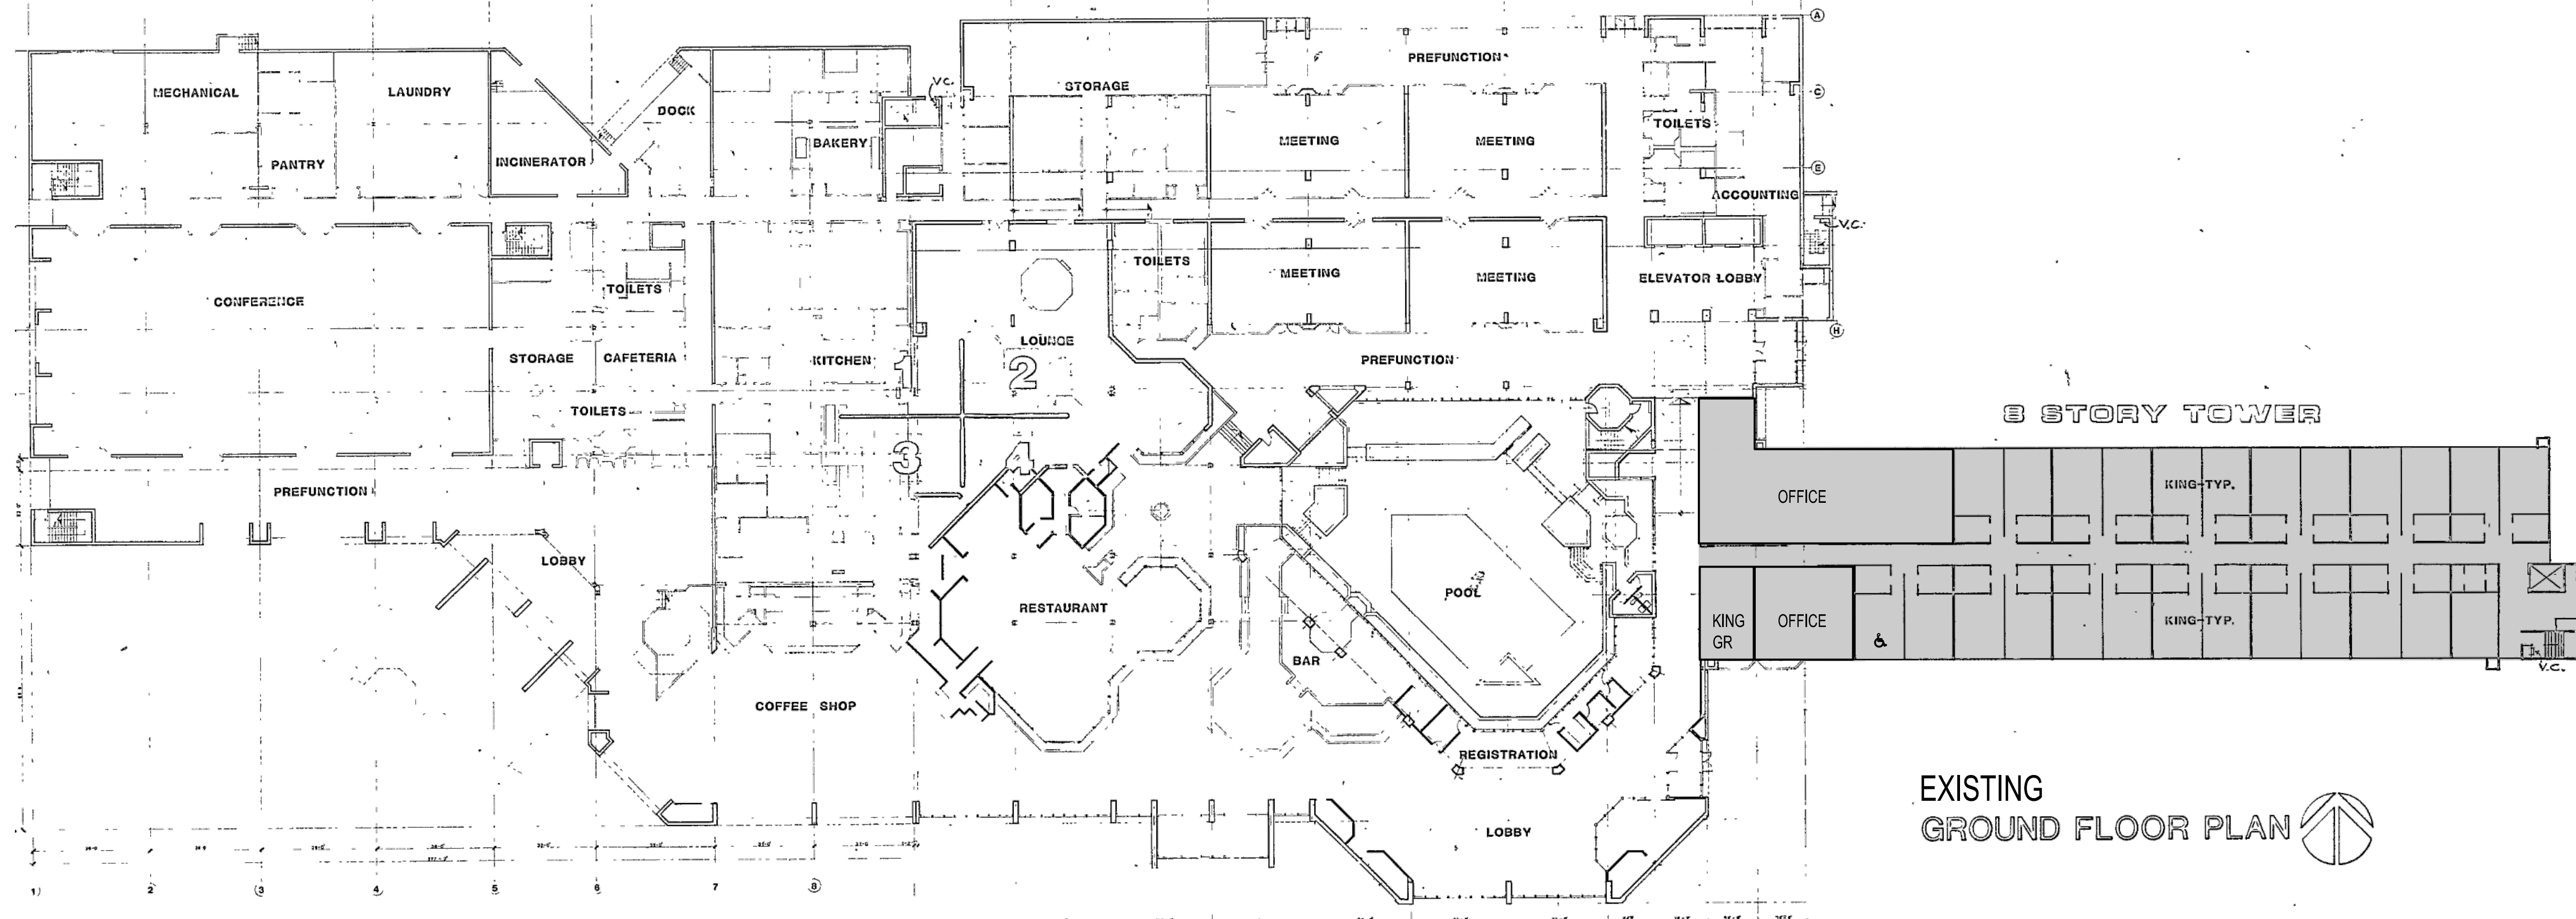 A
PREFUNCTION
V.C.
STORAGE
MECHANICAL
LAUNDRY
C
DOCK
TOILETS
BAKERY
MEETING
MEETING
INCINERATOR
PANTRY
E
ACCOUNTING
V.C.
TOILETS
MEETING
MEETING
ELEVATOR LOBBY
TOILETS
CONFERENCE
H
LOUNGE
STORAGE
CAFETERIA
KITCHEN
PREFUNCTION
2
TOILETS
8 STORY TOWER
3
4
KING-TYP.
PREFUNCTION
OFFICE
LOBBY
POOL
RESTAURANT
KING
GR
OFFICE
KING-TYP.
BAR
V.C.
COFFEE SHOP
REGISTRATION
EXISTING
GROUND FLOOR PLAN
LOBBY
1
2
3
4
5
6
7
8